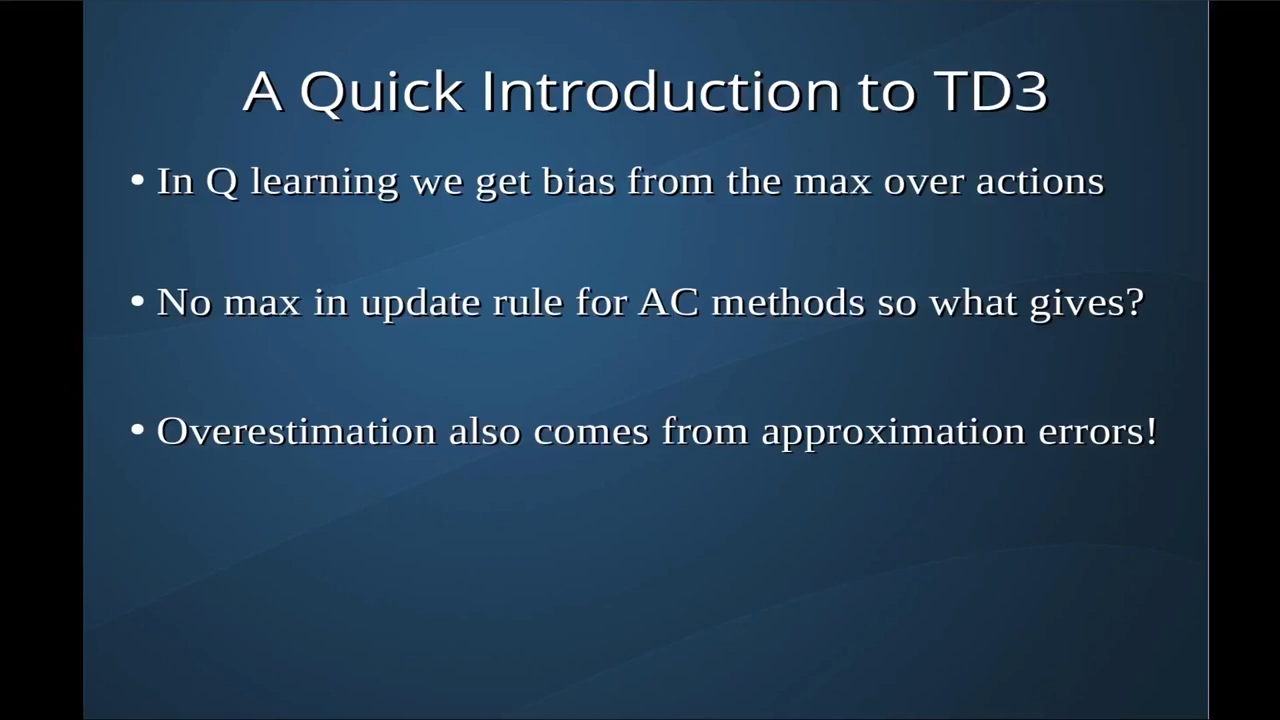 A Quick Introduction to TD3
• In Q learning we get bias from the max over actions
• No max in update rule for AC methods so what gives?
• Overestimation also comes from approximation errors!